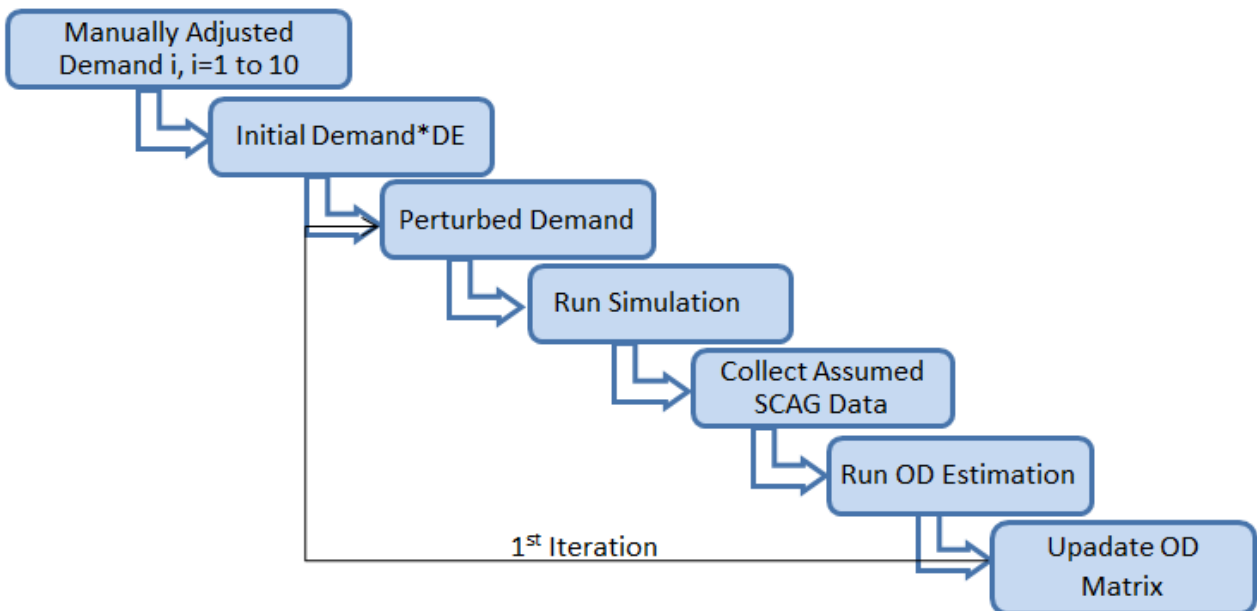 Manually Adjusted
Demand i, i=1 to 10
Initial Demand*DE
Perturbed Demand
Run Simulation
Collect Assumed
SCAG Data
Run OD Estimation
1st Iteration
Upadate OD
Matrix